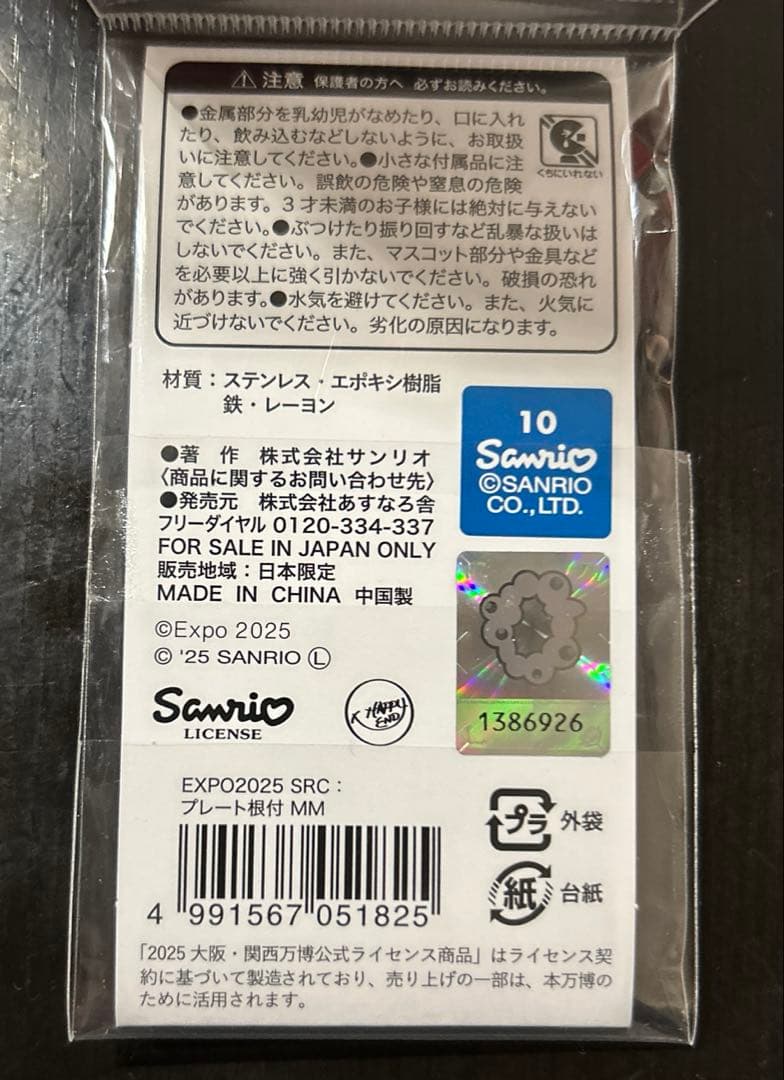 ⚠注意 保護者の方へ 必ずお読みください。
●金属部分を乳幼児がなめたり、口に入れ
たり、飲み込むなどしないように、お取扱
いに注意してください。●小さな付属品に注
意してください。誤飲の危険や窒息の危険
があります。3才未満のお子様には絶対に与えない
でください。●ぶつけたり振り回すなど乱暴な扱いは
しないでください。また、マスコット部分や金具など
を必要以上に強く引かないでください。破損の恐れ
があります。●水気を避けてください。また、火気に
近づけないでください。劣化の原因になります。
くちにいれない
材質：ステンレス・エポキシ樹脂
鉄・レーヨン
10
Sanrio
©SANRIO
CO.,LTD.
●著 作 株式会社サンリオ
〈商品に関するお問い合わせ先〉
●発売元 株式会社あすなろ舎
フリーダイヤル 0120-334-337
FOR SALE IN JAPAN ONLY
販売地域：日本限定
MADE IN CHINA 中国製
©Expo 2025
© '25 SANRIO Ⓛ
1386926
Sanrio
LICENSE
HAPPY
END
EXPO2025 SRC：
プレート根付 MM
4 991567 051825
プラ 外袋
紙 台紙
「2025 大阪・関西万博公式ライセンス商品」はライセンス契
約に基づいて製造されており、売り上げの一部は、本万博の
ために活用されます。